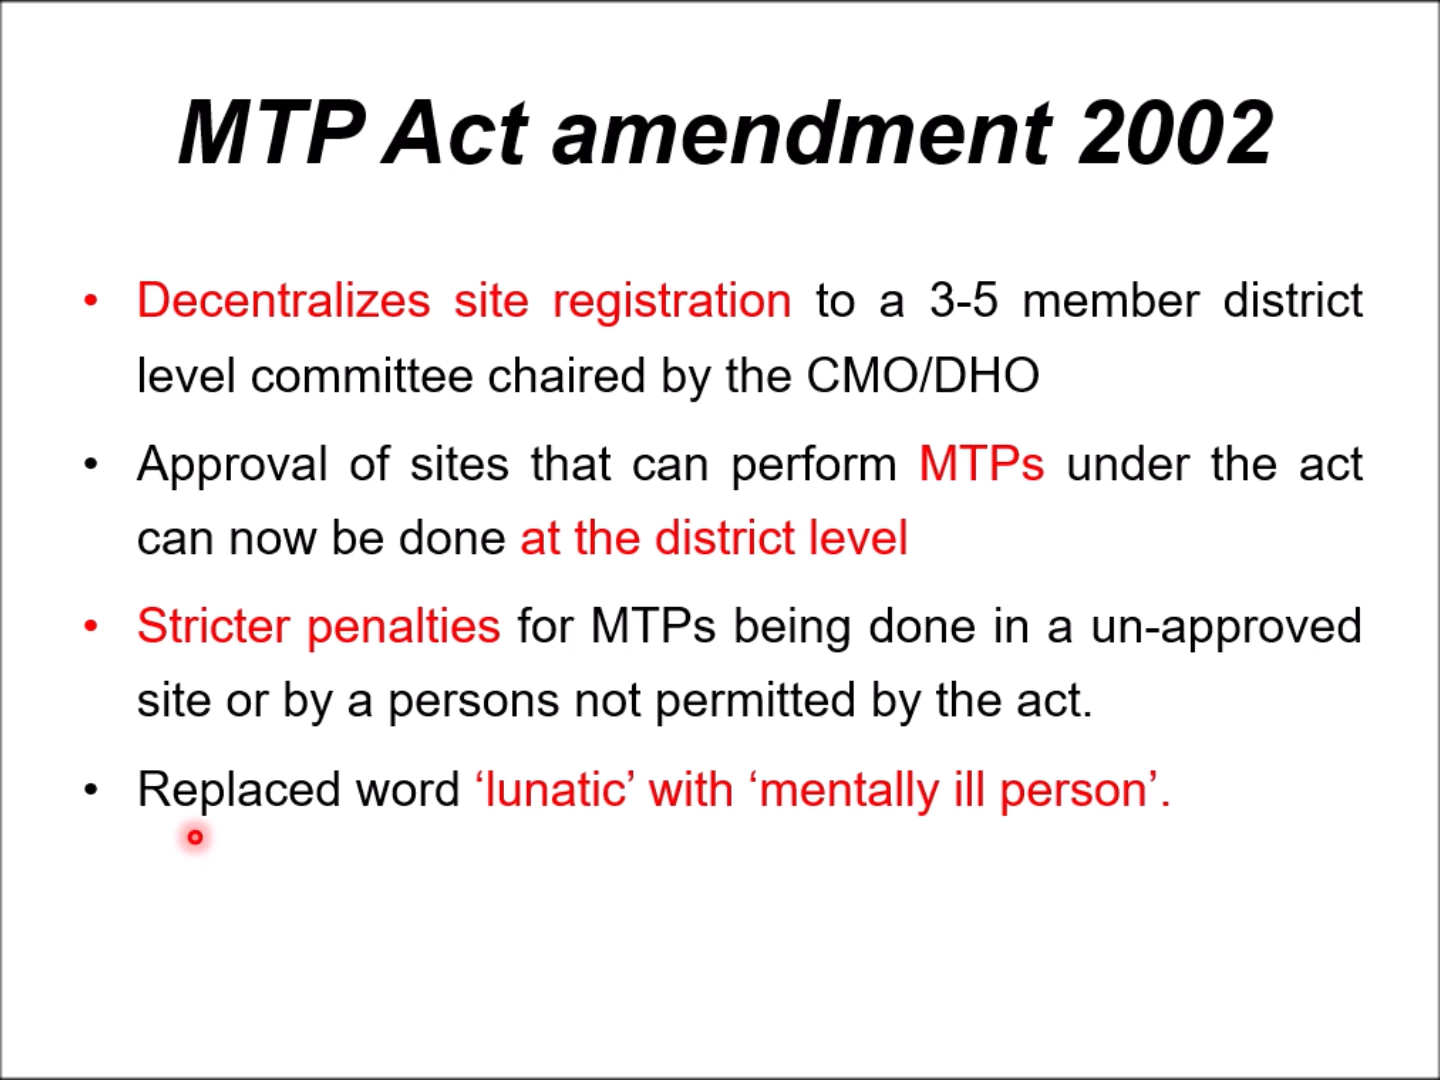 MTP Act amendment 2002
• Decentralizes site registration to a 3-5 member district
level committee chaired by the CMO/DHO
• Approval of sites that can perform MTPs under the act
can now be done at the district level
• Stricter penalties for MTPs being done in a un-approved
site or by a persons not permitted by the act.
• Replaced word ‘lunatic’ with ‘mentally ill person’.